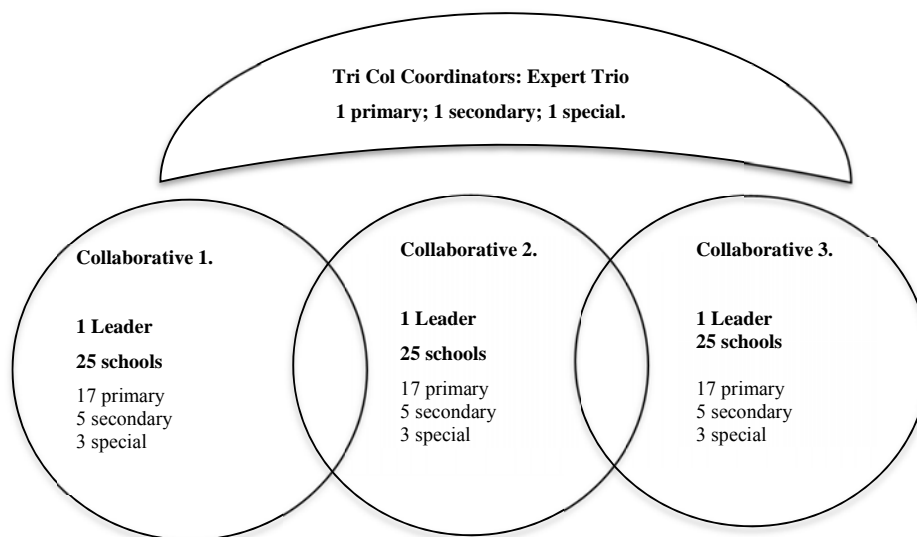 Tri Col Coordinators: Expert Trio
1 primary; 1 secondary; 1 special.
Collaborative 1.
1 Leader
25 schools
17 primary
5 secondary
3 special
Collaborative 2.
1 Leader
25 schools
17 primary
5 secondary
3 special
Collaborative 3.
1 Leader
25 schools
17 primary
5 secondary
3 special